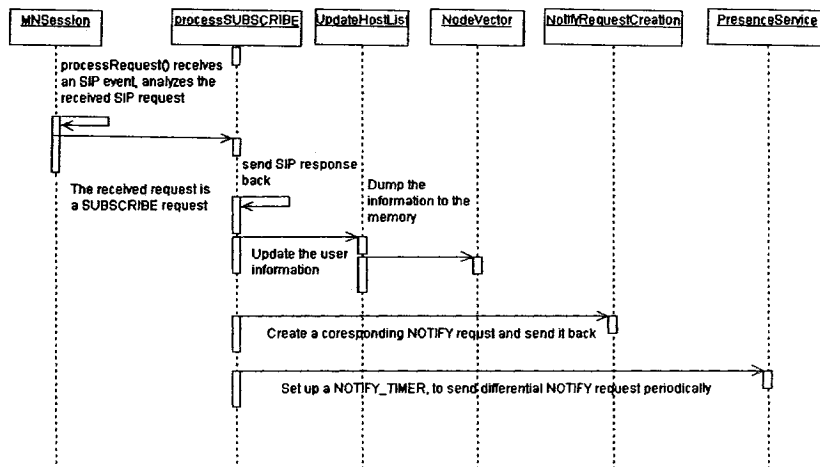 MNSession
processSUBSCRIBE
UpdateHostList
NodeVector
NotifyRequestCreation
PresenceService
processRequest() receives
an SIP event, analyzes the
received SIP request
send SIP response
back
The received request is
a SUBSCRIBE request
Dump the
information to the
memory
Update the user
information
Create a coresponding NOTIFY requst and send it back
Set up a NOTIFY_TIMER, to send differential NOTIFY request periodically